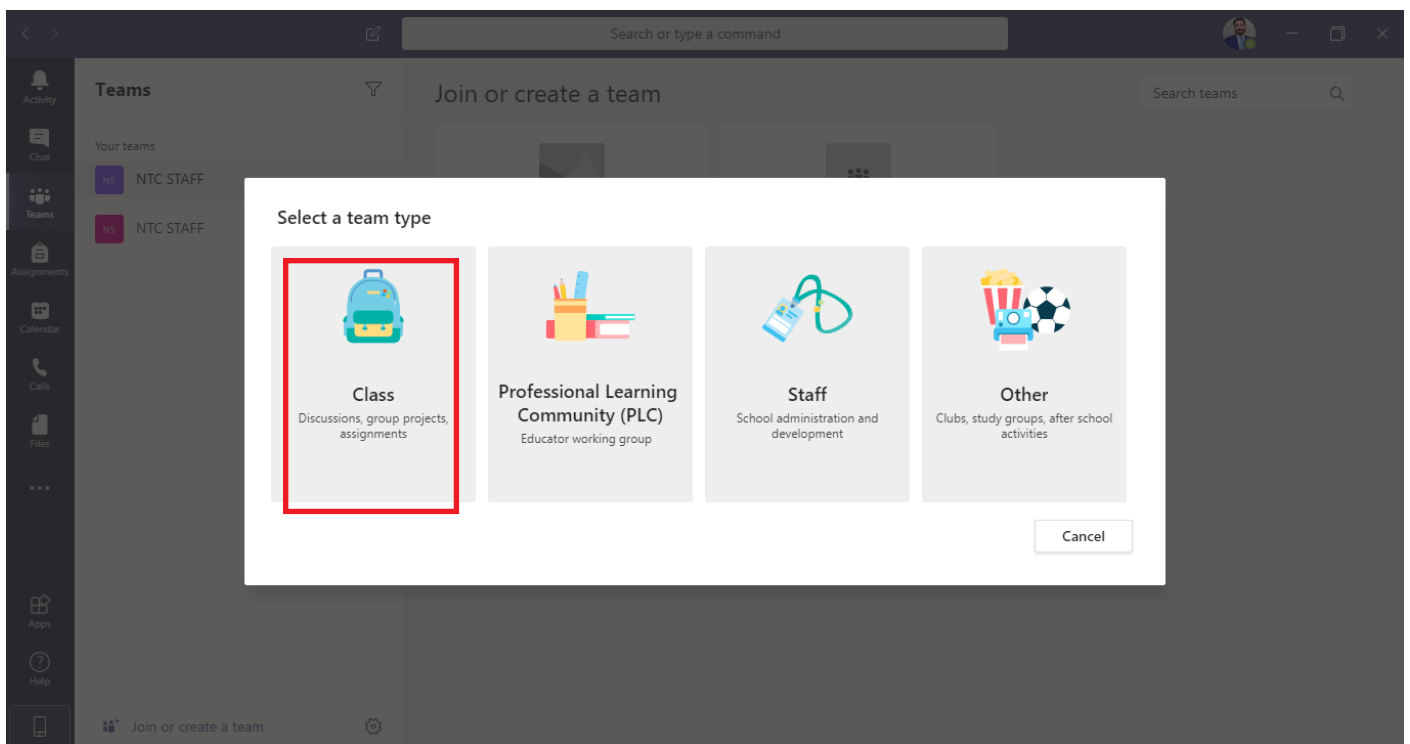 Search or type a command
Activity
Chat
Teams
Assignments
Calendar
Calls
Files
Apps
Help
Teams
Your teams
NS NTC STAFF
NS NTC STAFF
Join or create a team
Join or create a team
Search teams
Select a team type
Class
Discussions, group projects,
assignments
Professional Learning
Community (PLC)
Educator working group
Staff
School administration and
development
Other
Clubs, study groups, after school
activities
Cancel